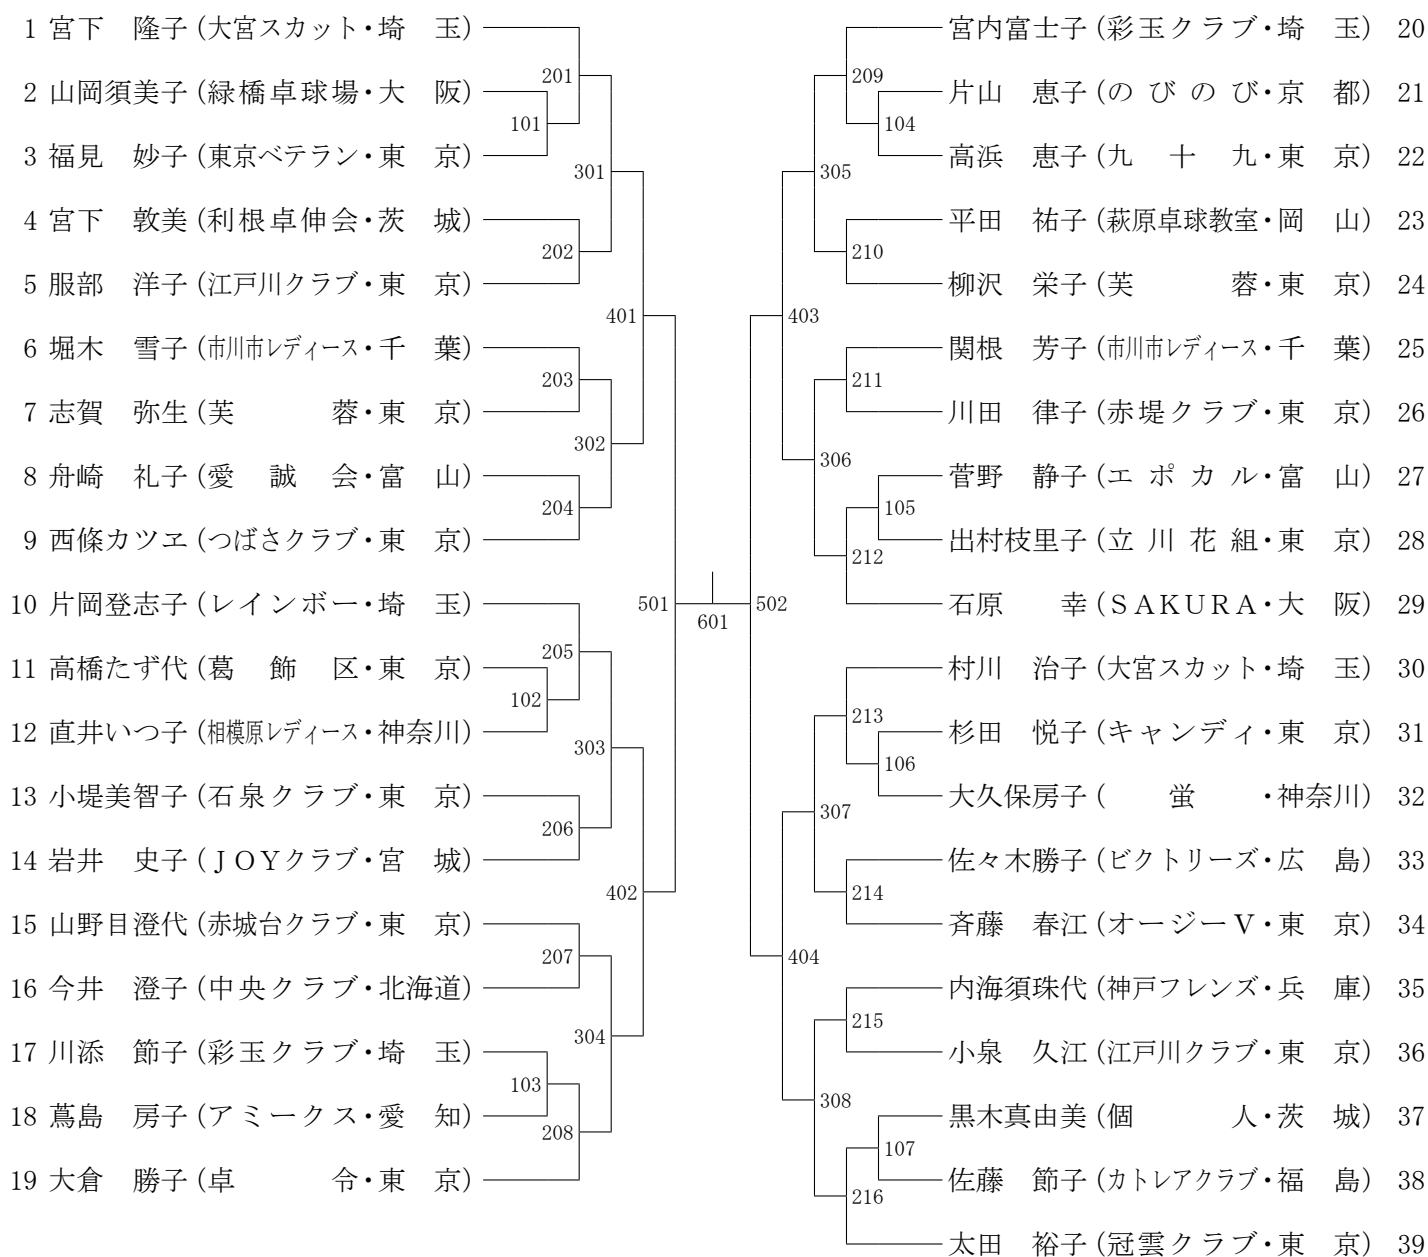 1 宮下　隆子（大宮スカット・埼　玉）
2 山岡須美子（緑橋卓球場・大　阪）
3 福見　妙子（東京ベテラン・東　京）
4 宮下　敦美（利根卓伸会・茨　城）
5 服部　洋子（江戸川クラブ・東　京）
6 堀木　雪子（市川市レディース・千　葉）
7 志賀　弥生（芙　　　蓉・東　京）
8 舟崎　礼子（愛　誠　会・富　山）
9 西條カツヱ（つばさクラブ・東　京）
10 片岡登志子（レインボー・埼　玉）
11 高橋たず代（葛　飾　区・東　京）
12 直井いつ子（相模原レディース・神奈川）
13 小堤美智子（石泉クラブ・東　京）
14 岩井　史子（ＪＯＹクラブ・宮　城）
15 山野目澄代（赤城台クラブ・東　京）
16 今井　澄子（中央クラブ・北海道）
17 川添　節子（彩玉クラブ・埼　玉）
18 蔦島　房子（アミークス・愛　知）
19 大倉　勝子（卓　　　令・東　京）
201
101
301
202
401
203
302
204
501
205
102
303
206
402
207
304
103
208
601
宮内富士子（彩玉クラブ・埼　玉） 20
片山　恵子（の び の び・京　都） 21
高浜　恵子（九　十　九・東　京） 22
平田　祐子（萩原卓球教室・岡　山） 23
柳沢　栄子（芙　　　蓉・東　京） 24
関根　芳子（市川市レディース・千　葉） 25
川田　律子（赤堤クラブ・東　京） 26
菅野　静子（エ ポ カ ル・富　山） 27
出村枝里子（立 川 花 組・東　京） 28
石原　　幸（ＳＡＫＵＲＡ・大　阪） 29
村川　治子（大宮スカット・埼　玉） 30
杉田　悦子（キャンディ・東　京） 31
大久保房子（　　蛍　　・神奈川） 32
佐々木勝子（ビクトリーズ・広　島） 33
斉藤　春江（オージーＶ・東　京） 34
内海須珠代（神戸フレンズ・兵　庫） 35
小泉　久江（江戸川クラブ・東　京） 36
黒木真由美（個　　　人・茨　城） 37
佐藤　節子（カトレアクラブ・福　島） 38
太田　裕子（冠雲クラブ・東　京） 39
209
104
305
210
403
211
306
105
212
502
213
106
307
214
404
215
308
107
216